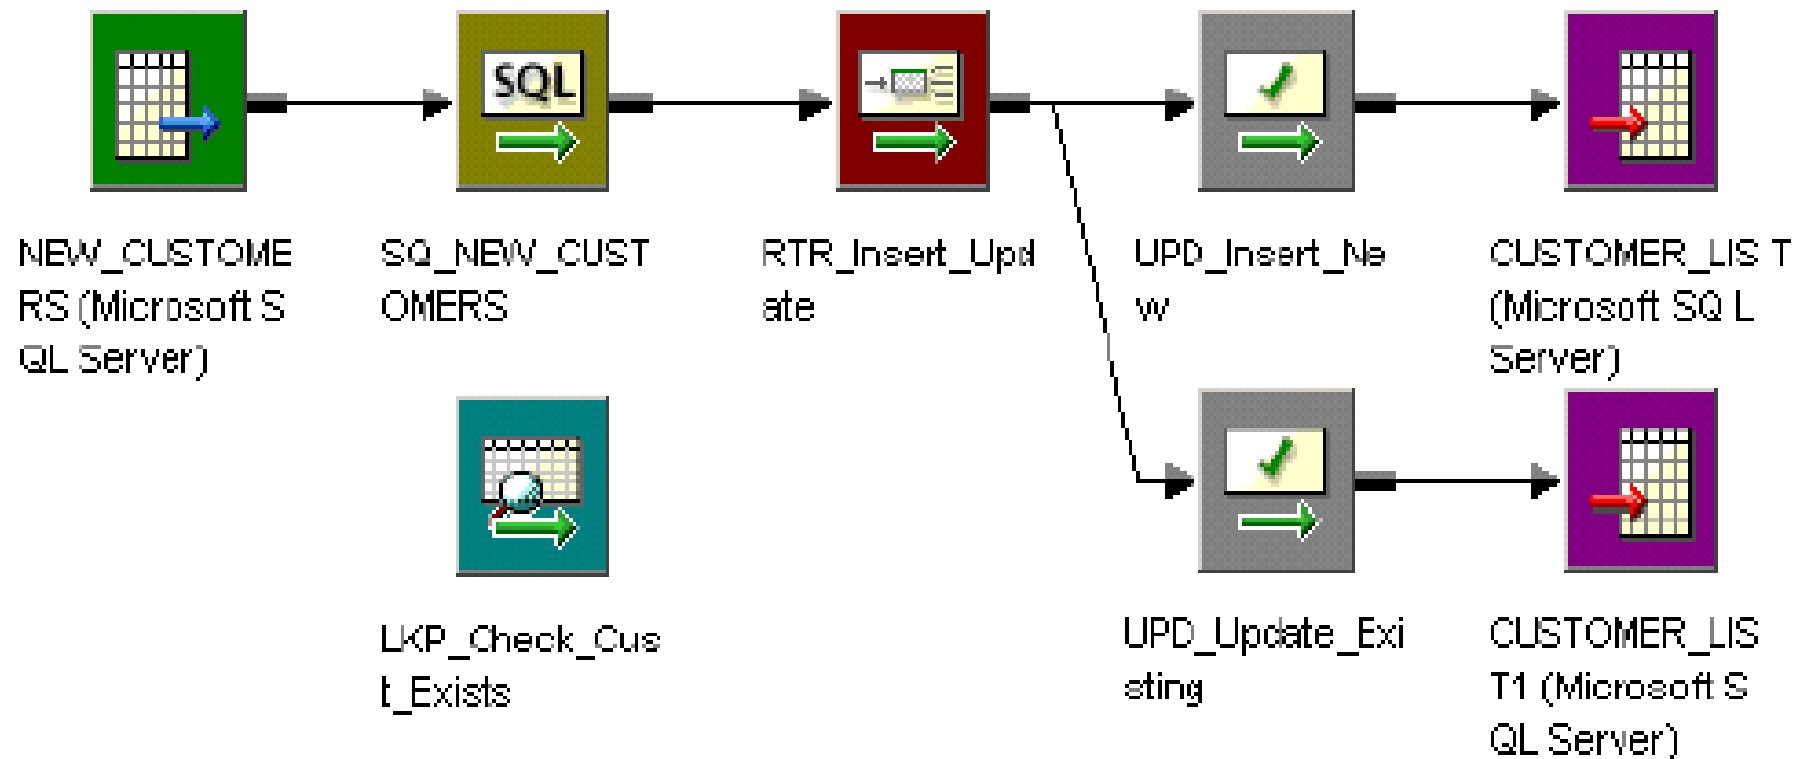 SQL
NEW_CUSTOME
RS (Microsoft S
QL Server)
SQ_NEW_CUST
OMERS
RTR_Insert_Upd
ate
UPD_Insert_Ne
w
CUSTOMER_LIS T
(Microsoft SQ L
Server)
LKP_Check_Cus
t_Exists
UPD_Update_Exi
sting
CUSTOMER_LIS
T1 (Microsoft S
QL Server)